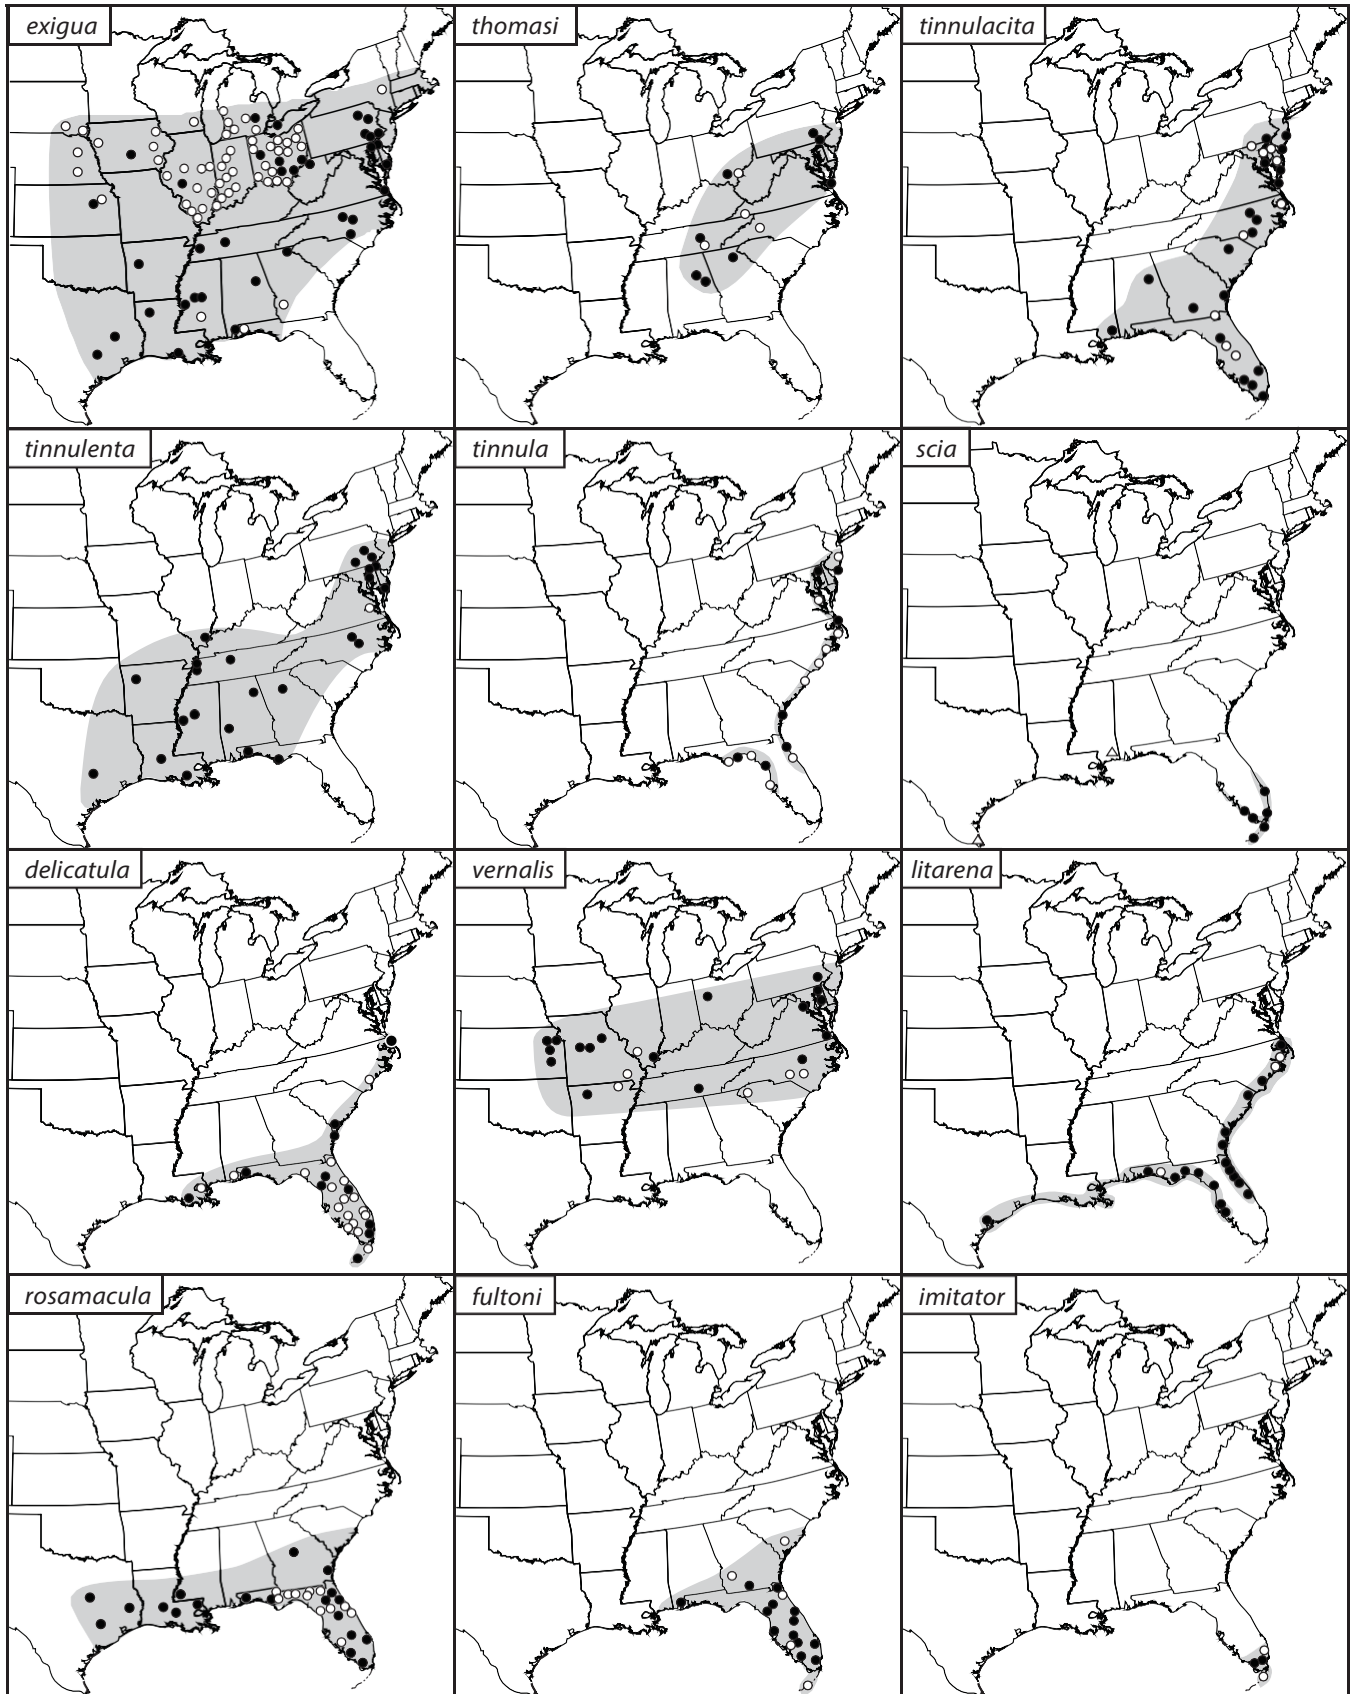 exigua
thomasi
tinnulacita
tinnulenta
tinnula
scia
delicatula
vernalis
litarena
rosamacula
fultoni
imitator